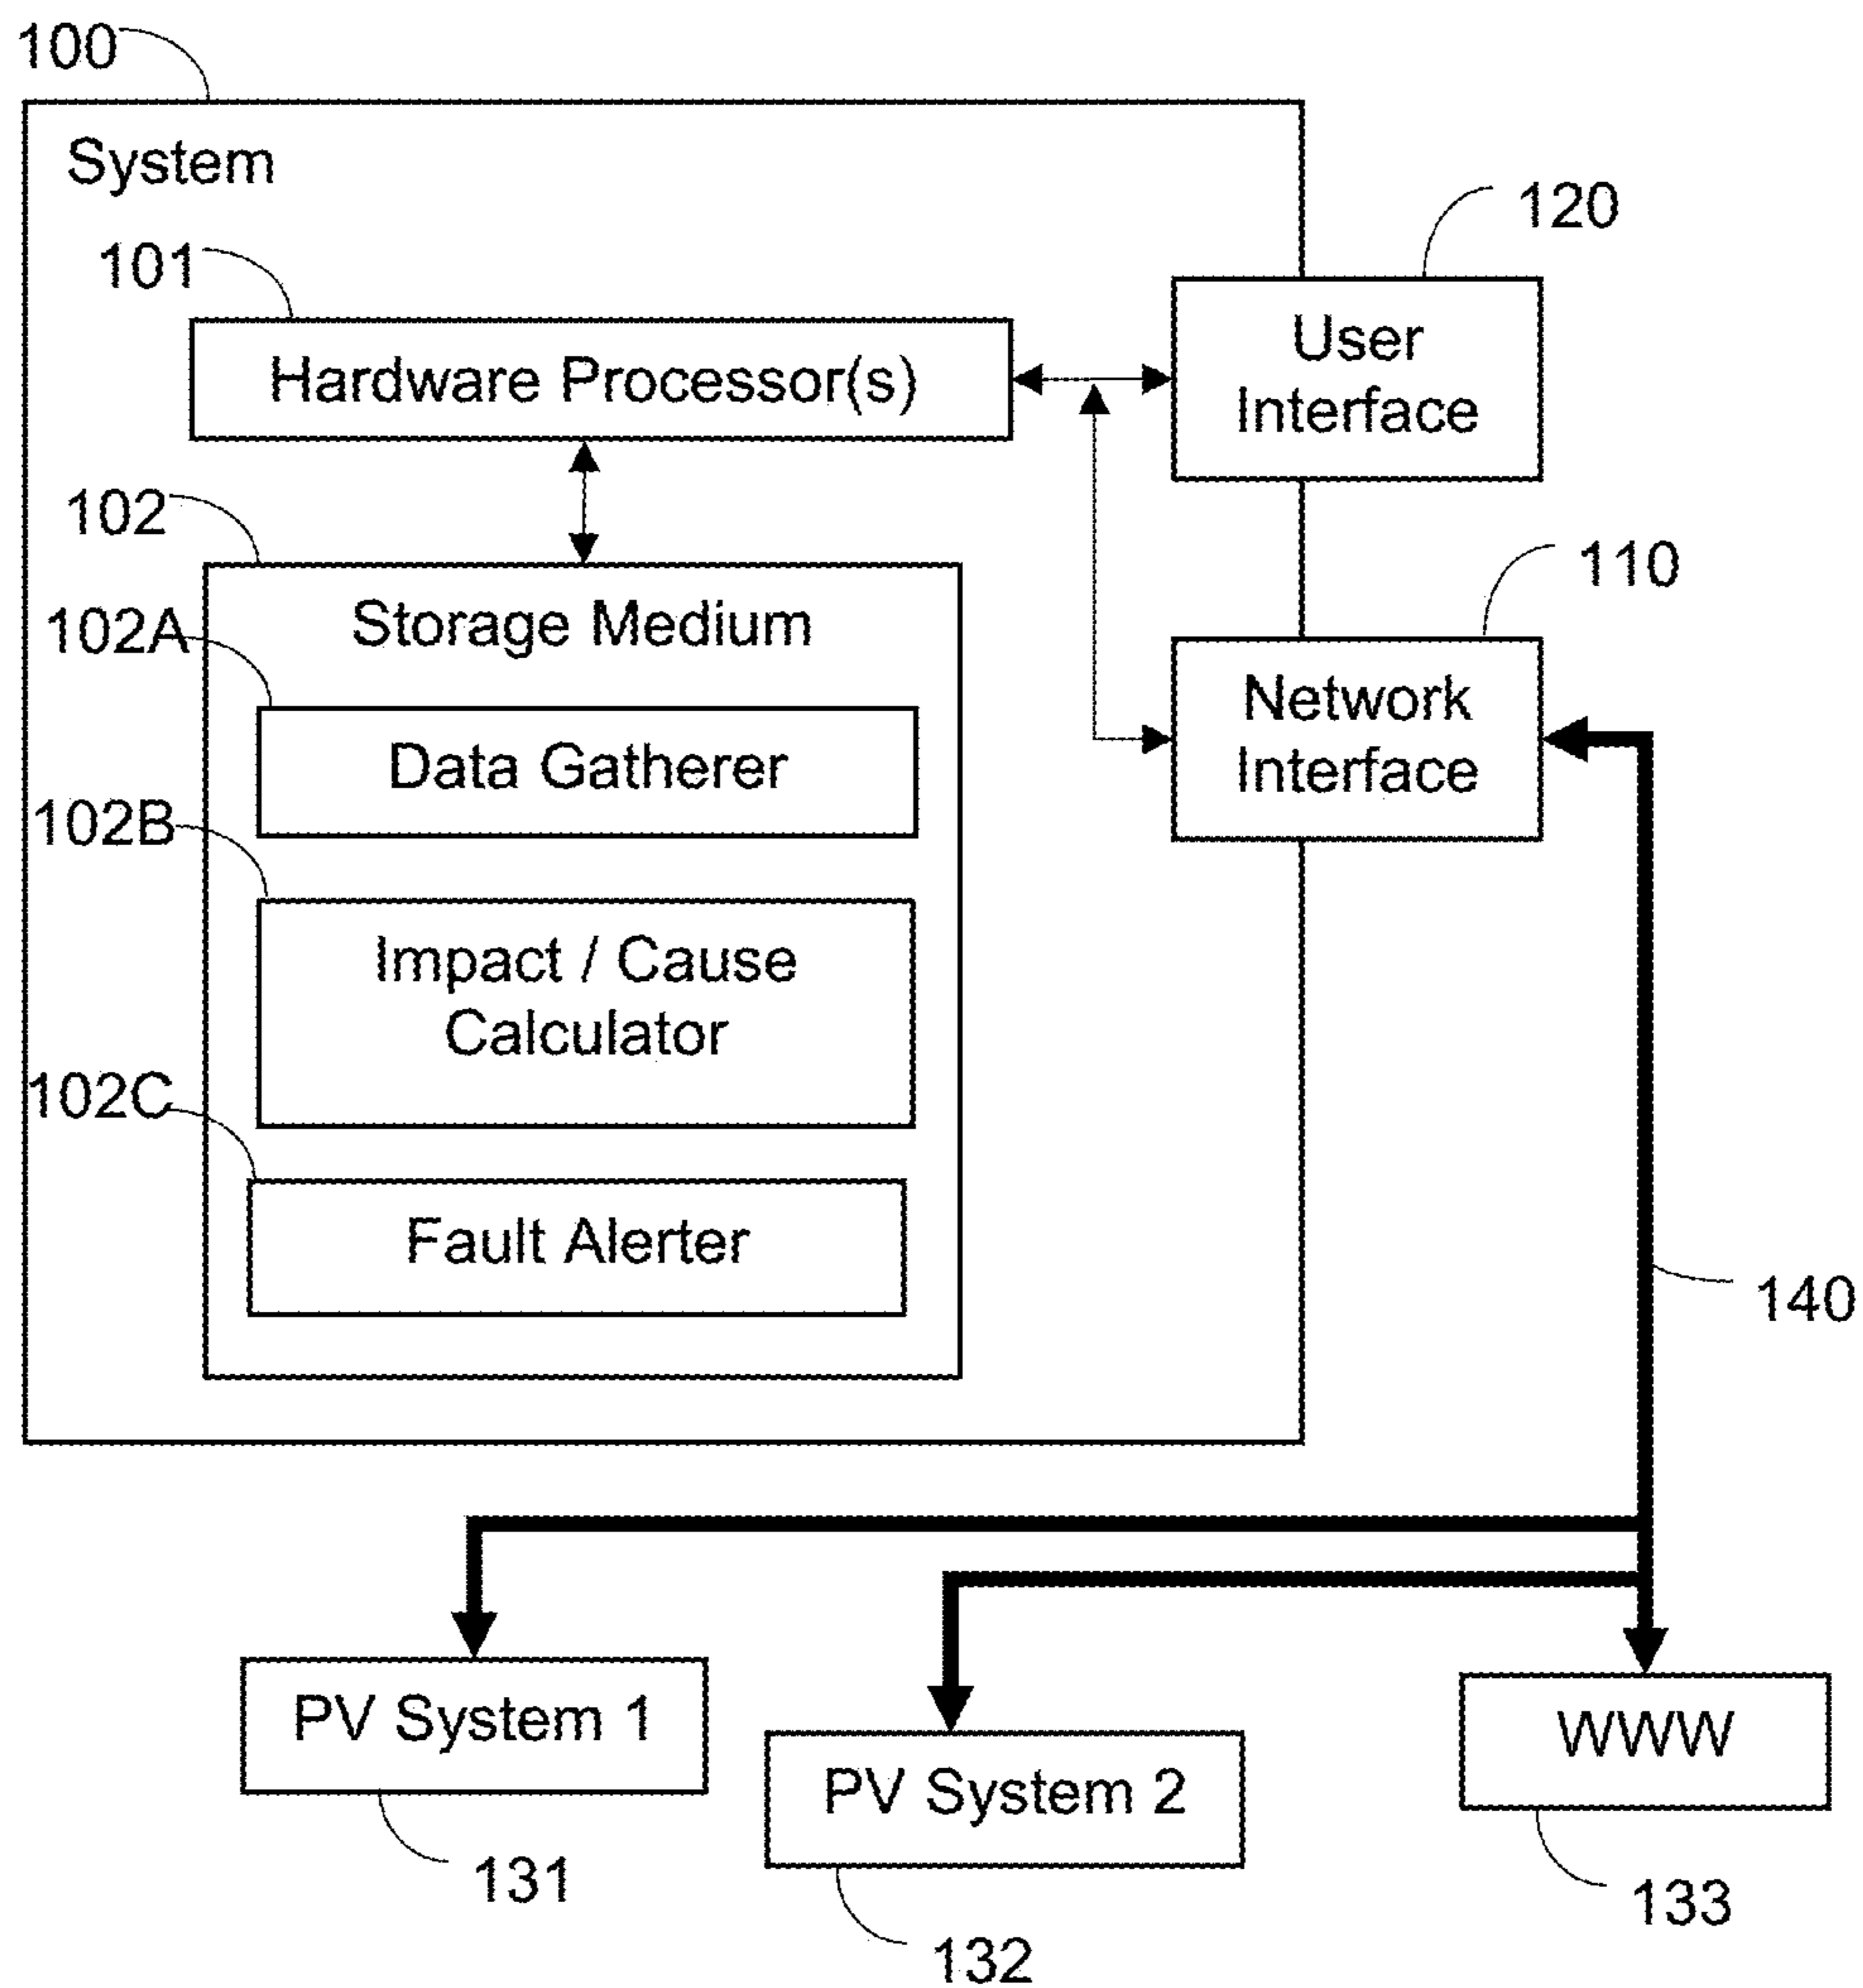 100
System
101
120
Hardware Processor(s)
User
Interface
102
110
102A
Storage Medium
Network
Interface
Data Gatherer
102B
Impact / Cause
Calculator
102C
Fault Alerter
140
PV System 1
WWW
PV System 2
131
133
132